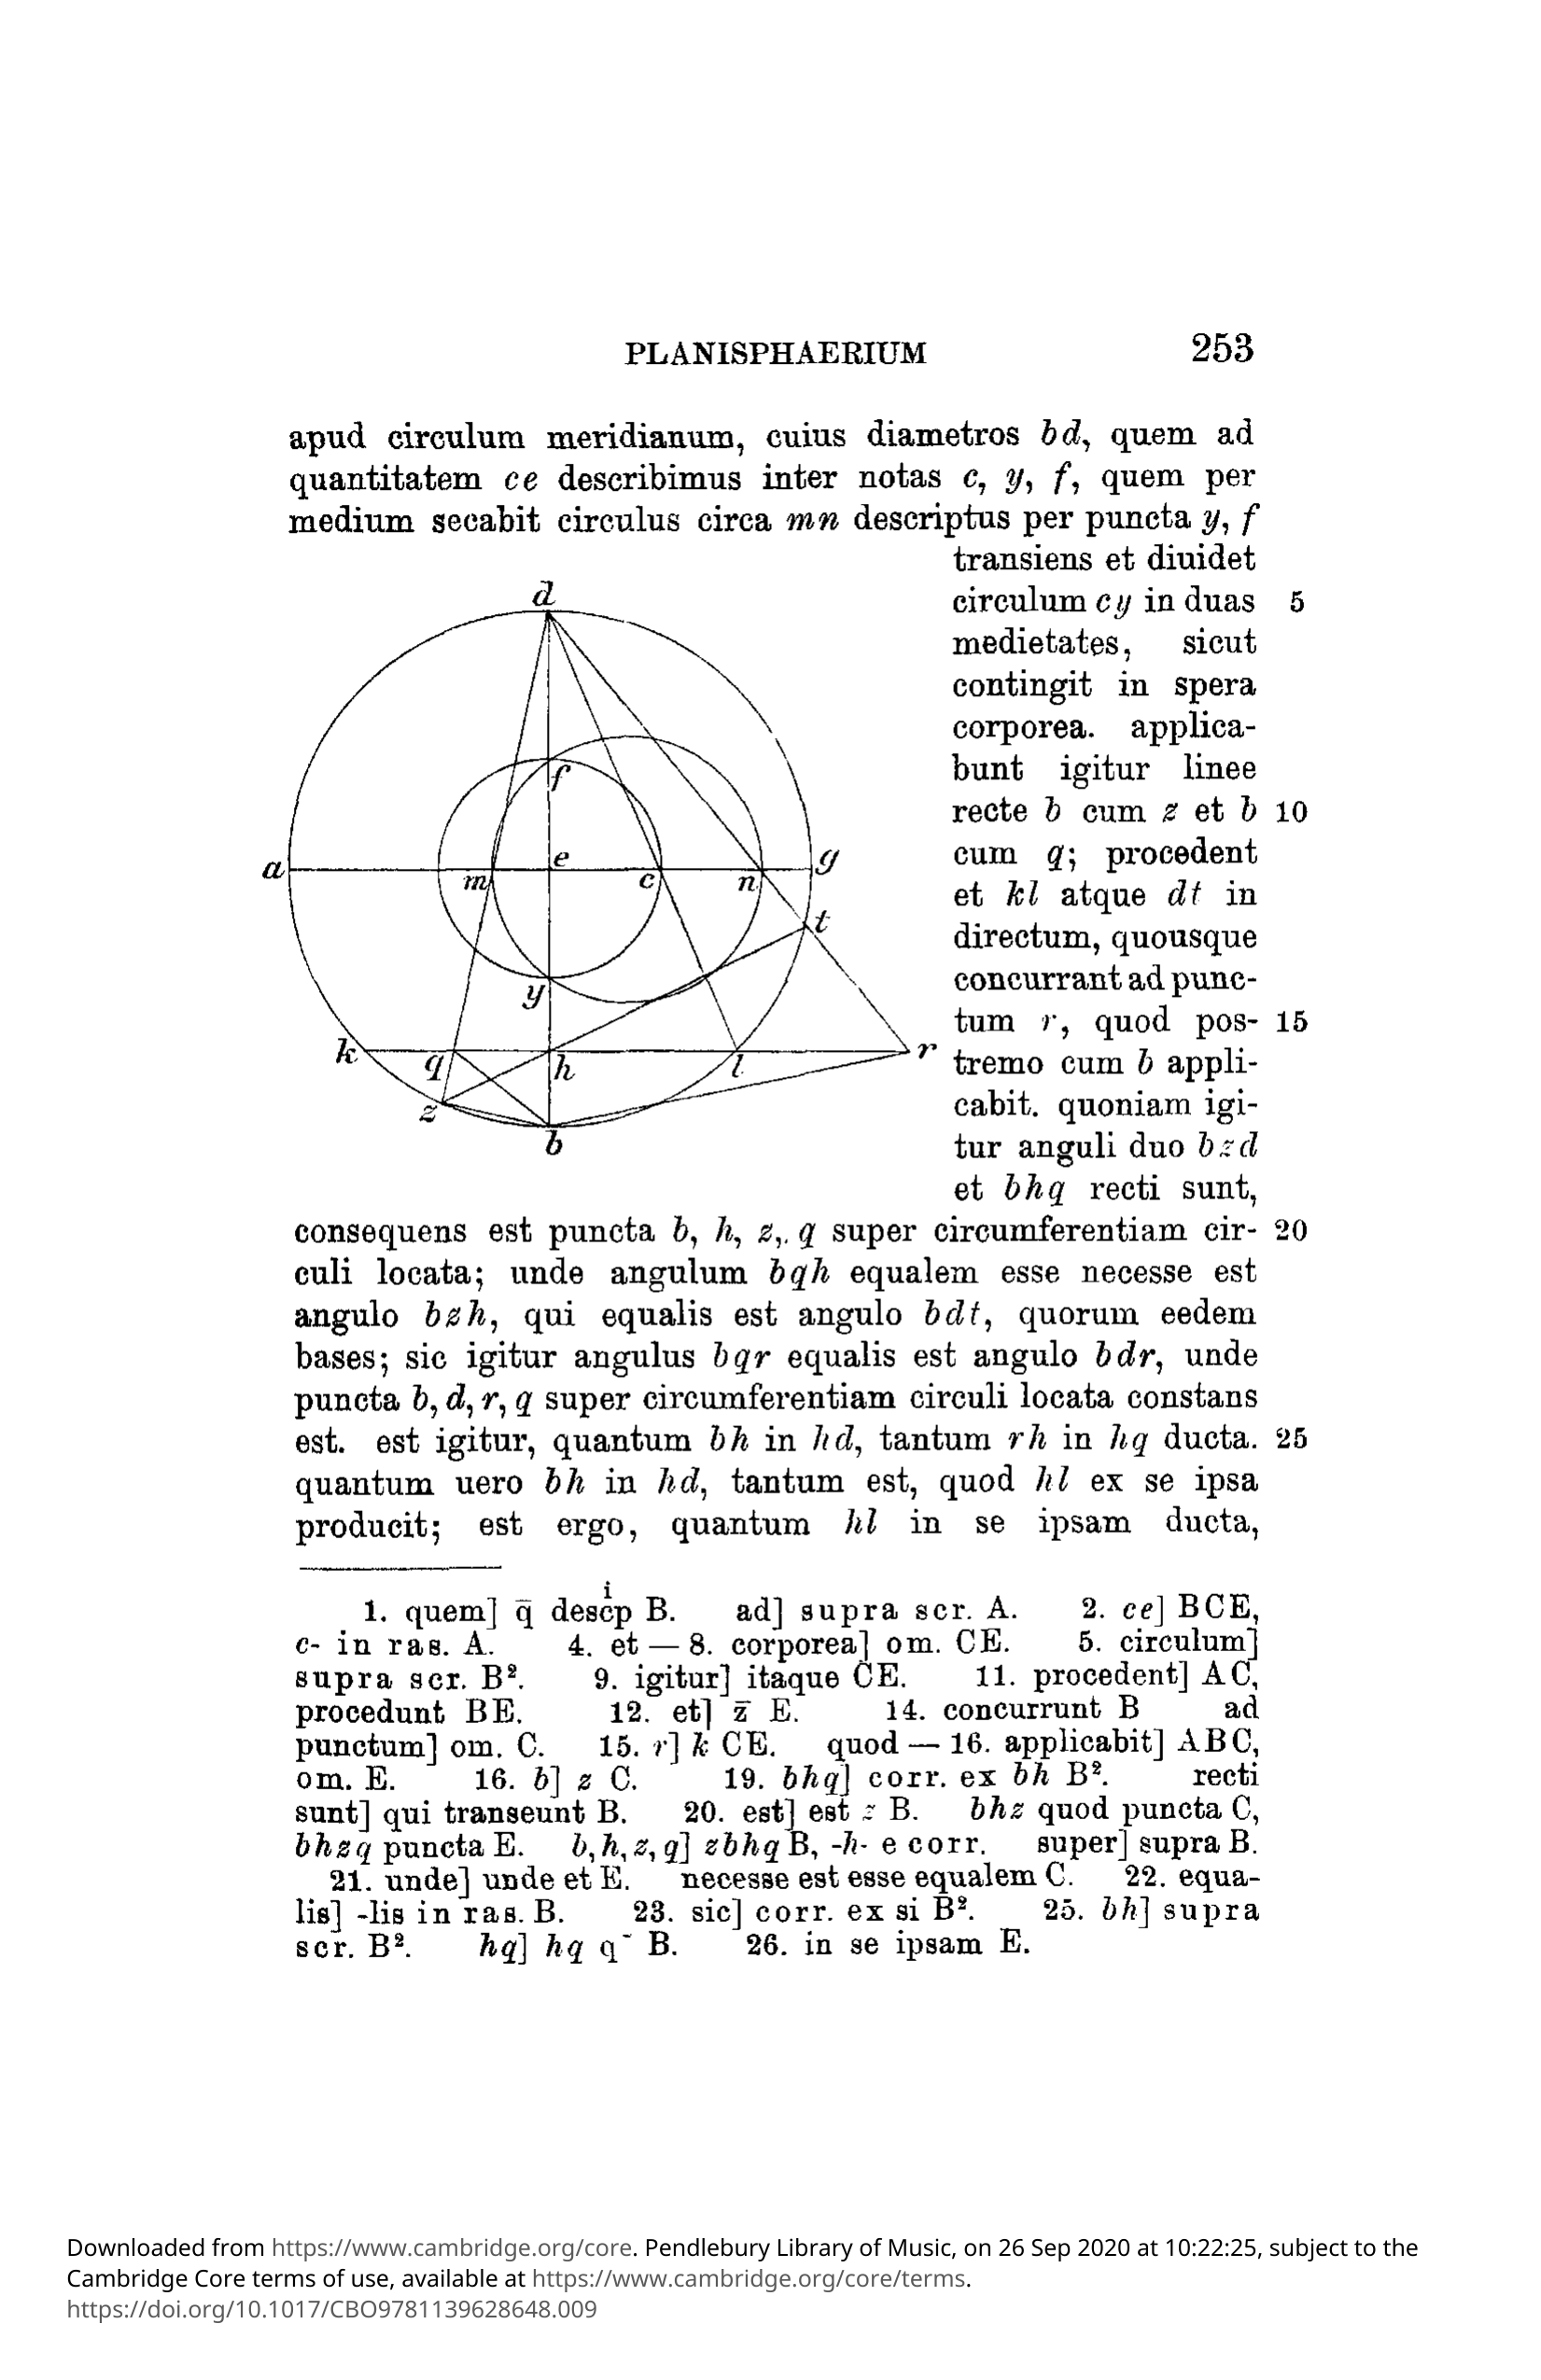 PLANISPHAERIUM 253
apud circulum meridianum, cuius diametros bd, quem ad
quantitatem ce describimus inter notas c, y, f, quem per
medium secabit circulus circa mn descriptus per puncta y, f
transiens et diuidet
circulum cy in duas 5
medietates, sicut
contingit in spera
corporea. applica-
bunt igitur linee
recte b cum z et b 10
cum q; procedent
et kl atque dt in
directum, quousque
concurrant ad punc-
tum r, quod pos- 15
tremo cum b appli-
cabit. quoniam igi-
tur anguli duo bzd
et bhq recti sunt,
d
f
a
e
g
m
c
n
t
y
k
q
h
l
r
z
b
consequens est puncta b, h, z,. q super circumferentiam cir- 20
culi locata; unde angulum bqh equalem esse necesse est
angulo bzh, qui equalis est angulo bdt, quorum eedem
bases; sic igitur angulus bqr equalis est angulo bdr, unde
puncta b, d, r, q super circumferentiam circuli locata constans
est. est igitur, quantum bh in hd, tantum rh in hq ducta. 25
quantum uero bh in hd, tantum est, quod hl ex se ipsa
producit; est ergo, quantum hl in se ipsam ducta,
1. quem] q̄ descp̄ⁱ B. ad] supra scr. A. 2. ce] BCE,
c- in ras. A. 4. et — 8. corporea] om. CE. 5. circulum]
supra scr. B². 9. igitur] itaque CE. 11. procedent] AC,
procedunt BE. 12. et] z̄ E. 14. concurrunt B ad
punctum] om. C. 15. r] k CE. quod — 16. applicabit] ABC,
om. E. 16. b] z C. 19. bhq] corr. ex bh B². recti
sunt] qui transeunt B. 20. est] est z B. bhz quod puncta C,
bhzq puncta E. b, h, z, q] zbhq B, -h- e corr. super] supra B.
21. unde] unde et E. necesse est esse equalem C. 22. equa-
lis] -lis in ras. B. 23. sic] corr. ex si B². 25. bh] supra
scr. B². hq] hq q̄ B. 26. in se ipsam E.
Downloaded from https://www.cambridge.org/core. Pendlebury Library of Music, on 26 Sep 2020 at 10:22:25, subject to the
Cambridge Core terms of use, available at https://www.cambridge.org/core/terms.
https://doi.org/10.1017/CBO9781139628648.009